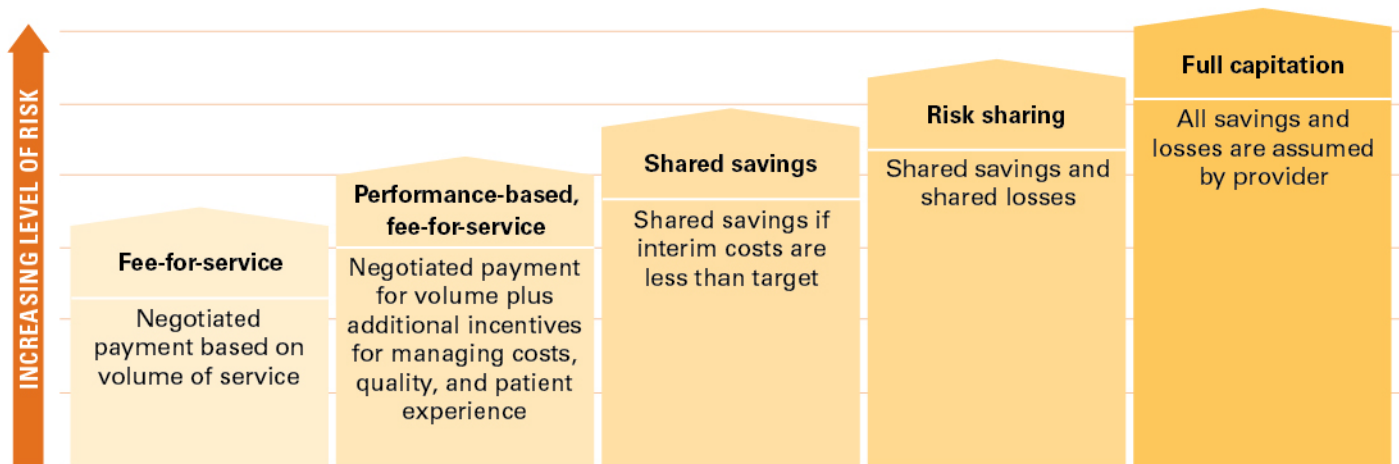 INCREASING LEVEL OF RISK
Fee-for-service
Negotiated
payment based on
volume of service
Performance-based,
fee-for-service
Negotiated payment
for volume plus
additional incentives
for managing costs,
quality, and patient
experience
Shared savings
Shared savings if
interim costs are
less than target
Risk sharing
Shared savings and
shared losses
Full capitation
All savings and
losses are assumed
by provider